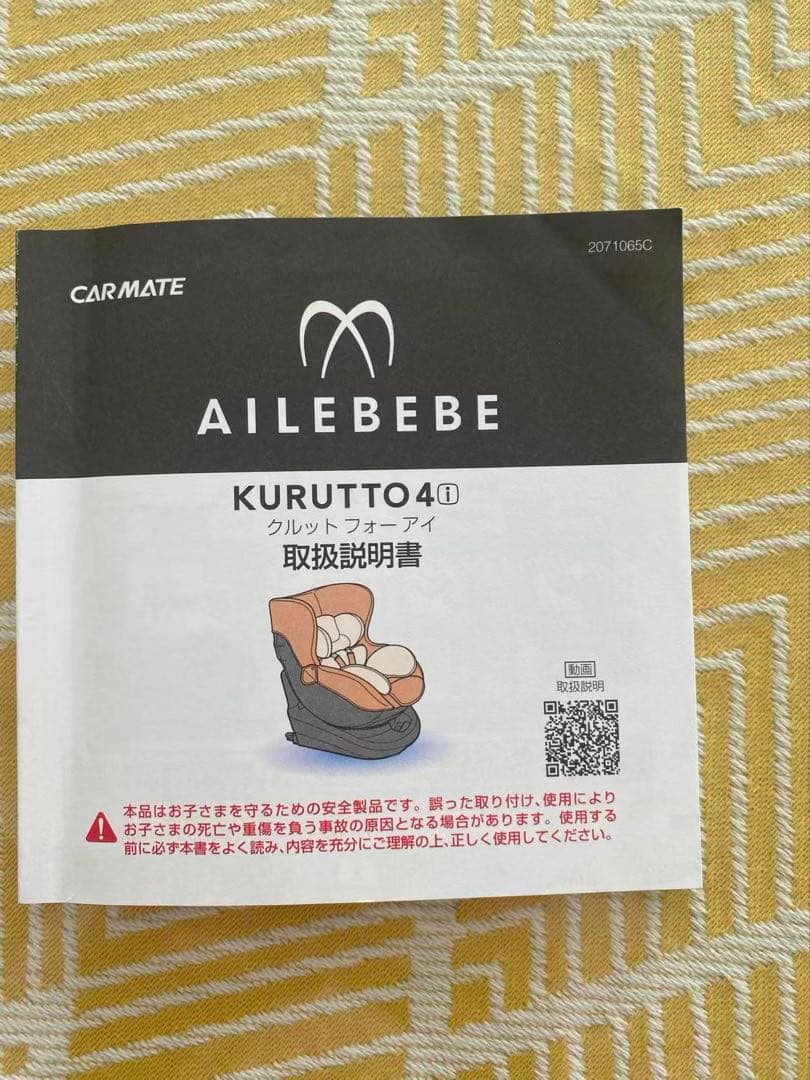 2071065C
CARMATE
AILEBEBE
KURUTTO4i
クルット フォー アイ
取扱説明書
動画
取扱説明
本品はお子さまを守るための安全製品です。誤った取り付け、使用により
お子さまの死亡や重傷を負う事故の原因となる場合があります。使用する
前に必ず本書をよく読み、内容を充分にご理解の上、正しく使用してください。